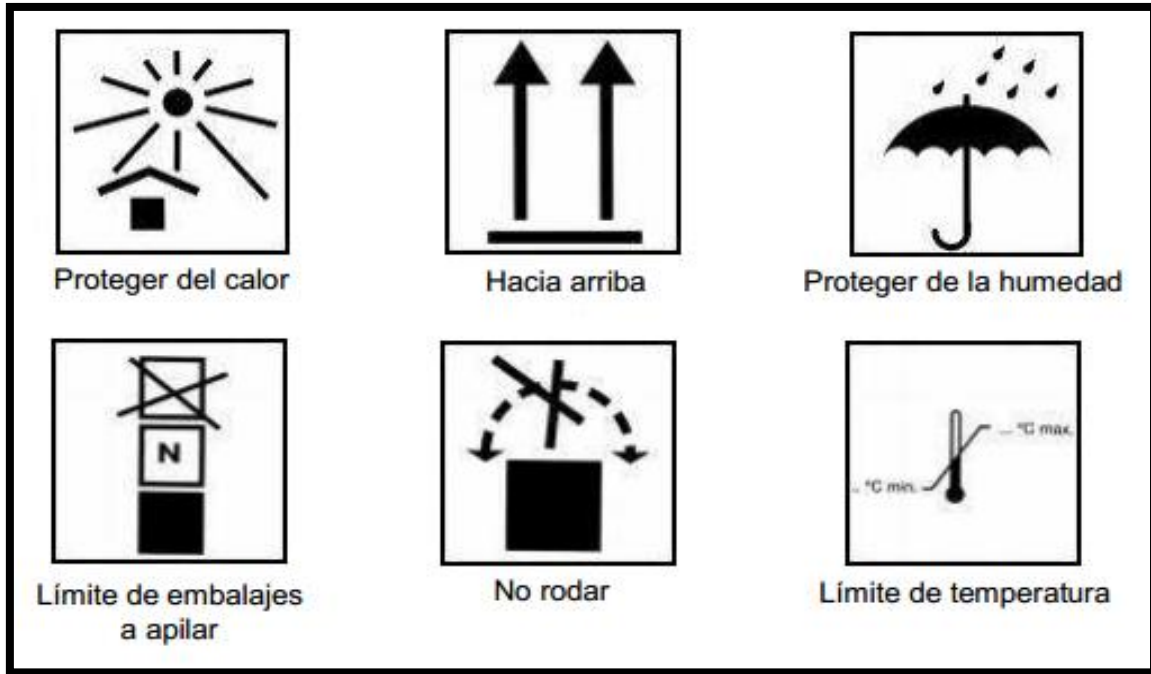 Proteger del calor
Hacia arriba
Proteger de la humedad
N
... °C max.
.. °C min.
Límite de embalajes
a apilar
No rodar
Límite de temperatura